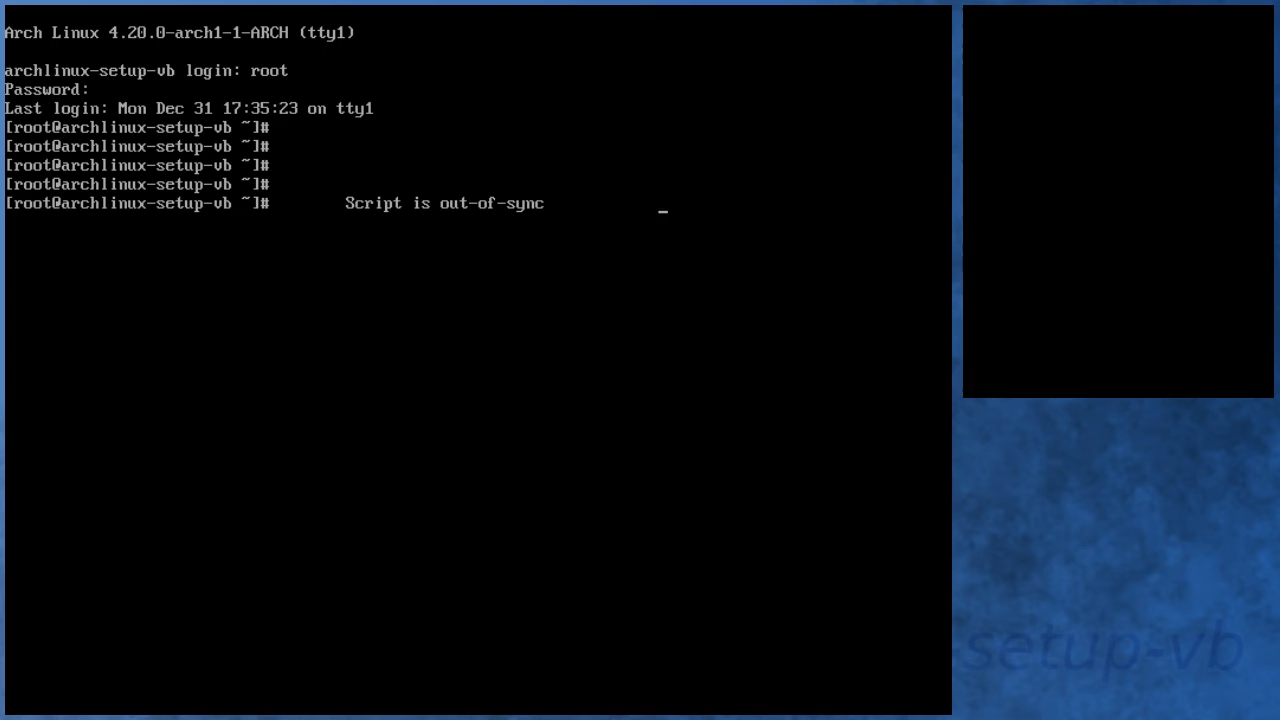 Arch Linux 4.20.0-arch1-1-ARCH (tty1)
archlinux-setup-vb login: root
Password:
Last login: Mon Dec 31 17:35:23 on tty1
[root@archlinux-setup-vb ~]#
[root@archlinux-setup-vb ~]#
[root@archlinux-setup-vb ~]#
[root@archlinux-setup-vb ~]#
[root@archlinux-setup-vb ~]#        Script is out-of-sync            _
setup-vb